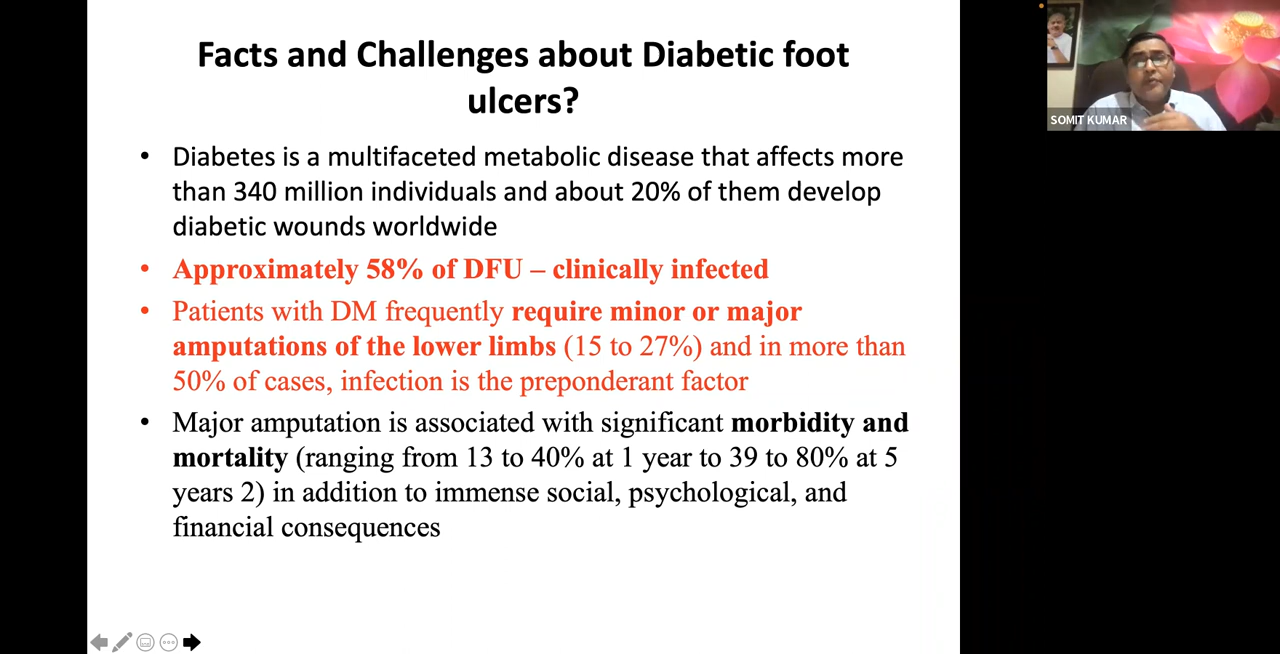 Facts and Challenges about Diabetic foot
ulcers?
• Diabetes is a multifaceted metabolic disease that affects more
than 340 million individuals and about 20% of them develop
diabetic wounds worldwide
• Approximately 58% of DFU – clinically infected
• Patients with DM frequently require minor or major
amputations of the lower limbs (15 to 27%) and in more than
50% of cases, infection is the preponderant factor
• Major amputation is associated with significant morbidity and
mortality (ranging from 13 to 40% at 1 year to 39 to 80% at 5
years 2) in addition to immense social, psychological, and
financial consequences
SOMIT KUMAR